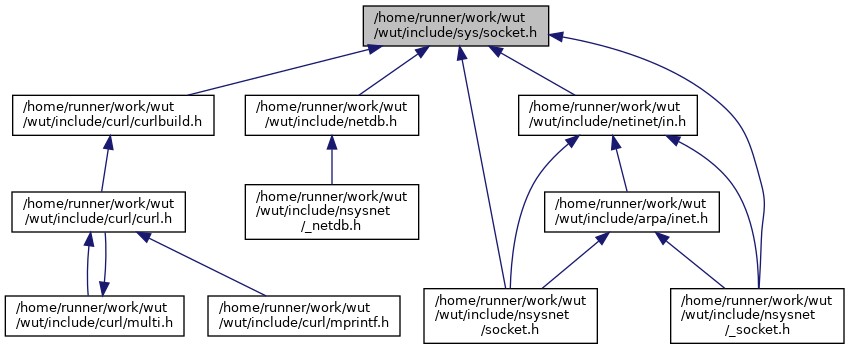 /home/runner/work/wut
/wut/include/sys/socket.h
/home/runner/work/wut
/wut/include/curl/curlbuild.h
/home/runner/work/wut
/wut/include/netdb.h
/home/runner/work/wut
/wut/include/netinet/in.h
/home/runner/work/wut
/wut/include/curl/curl.h
/home/runner/work/wut
/wut/include/nsysnet
/_netdb.h
/home/runner/work/wut
/wut/include/arpa/inet.h
/home/runner/work/wut
/wut/include/curl/multi.h
/home/runner/work/wut
/wut/include/curl/mprintf.h
/home/runner/work/wut
/wut/include/nsysnet
/socket.h
/home/runner/work/wut
/wut/include/nsysnet
/_socket.h